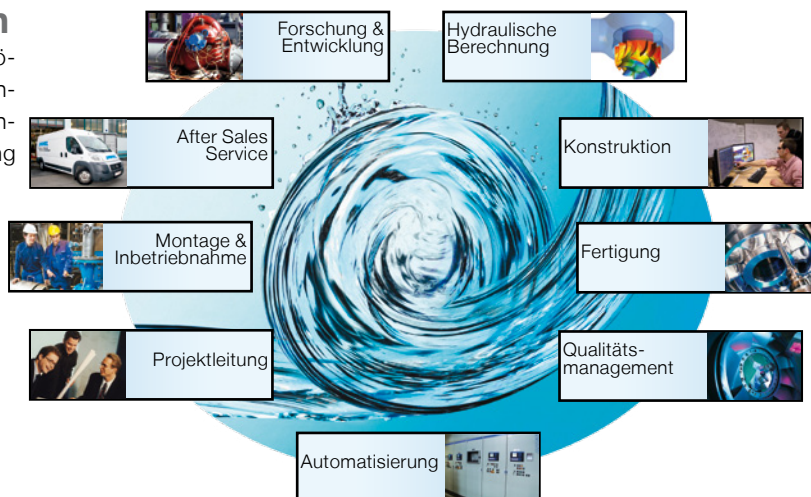 Forschung &
Entwicklung
Hydraulische
Berechnung
After Sales
Service
Konstruktion
Montage &
Inbetriebnahme
Fertigung
Projektleitung
Qualitäts-
management
Automatisierung